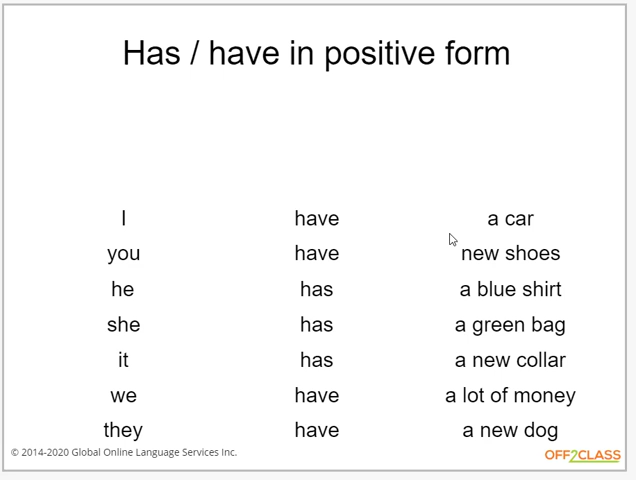 Has / have in positive form
I have a car
you have new shoes
he has a blue shirt
she has a green bag
it has a new collar
we have a lot of money
they have a new dog
© 2014-2020 Global Online Language Services Inc.
OFF2CLASS